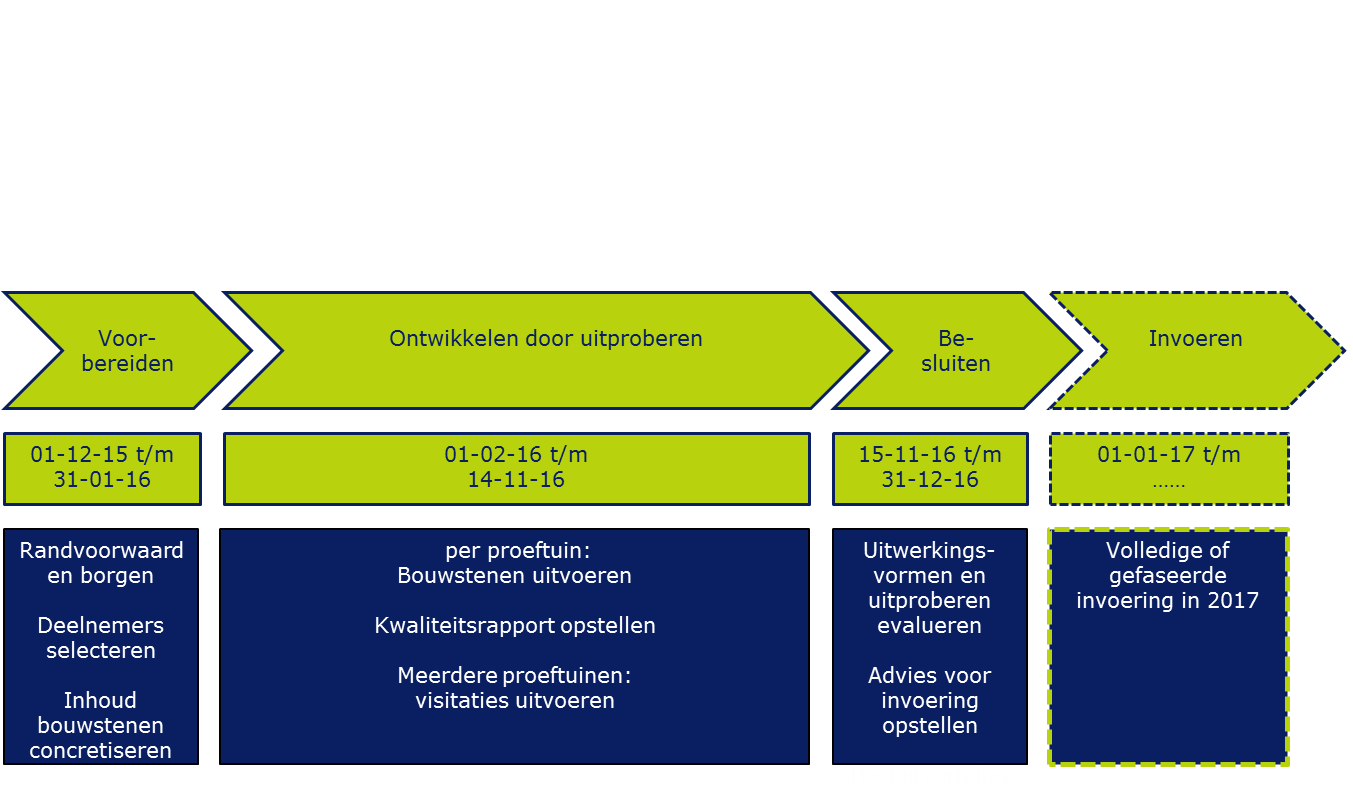 Voor-
bereiden
Ontwikkelen door uitproberen
Be-
sluiten
Invoeren
01-12-15 t/m
31-01-16
01-02-16 t/m
14-11-16
15-11-16 t/m
31-12-16
01-01-17 t/m
......
Randvoorwaard
en borgen
Deelnemers
selecteren
Inhoud
bouwstenen
concretiseren
per proeftuin:
Bouwstenen uitvoeren
Kwaliteitsrapport opstellen
Meerdere proeftuinen:
visitaties uitvoeren
Uitwerkings-
vormen en
uitproberen
evalueren
Advies voor
invoering
opstellen
Volledige of
gefaseerde
invoering in 2017